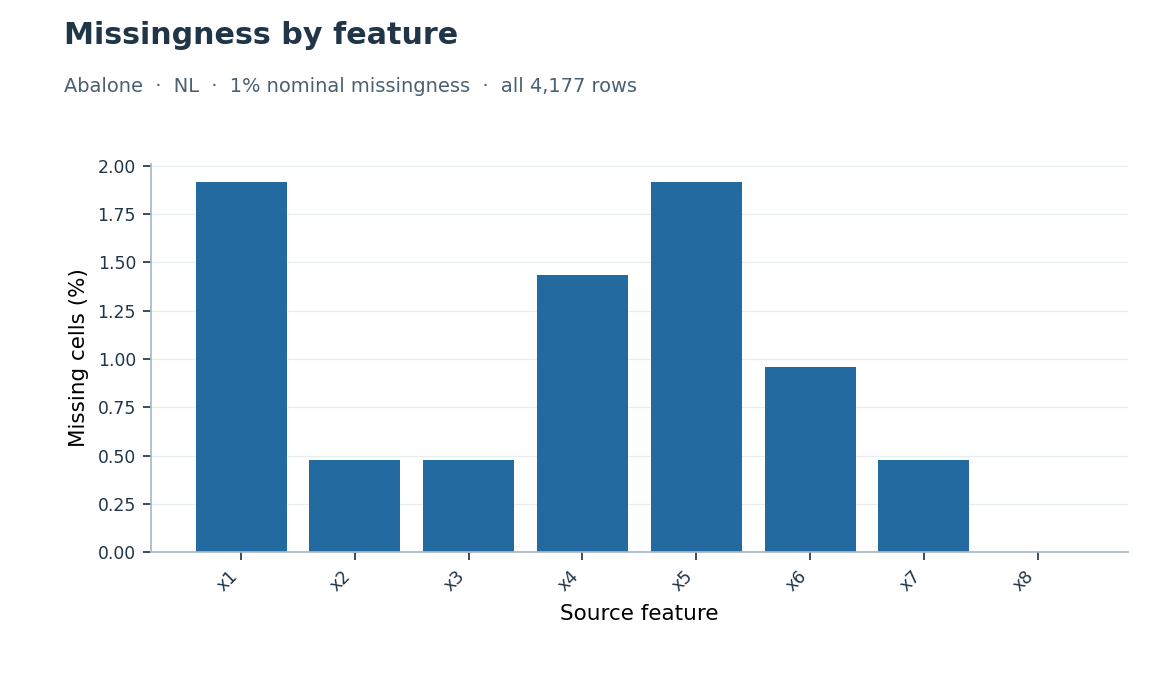 Missingness by feature
Abalone · NL · 1% nominal missingness · all 4,177 rows
2.00
1.75
1.50
1.25
1.00
0.75
0.50
0.25
0.00
Missing cells (%)
x1 x2 x3 x4 x5 x6 x7 x8
Source feature